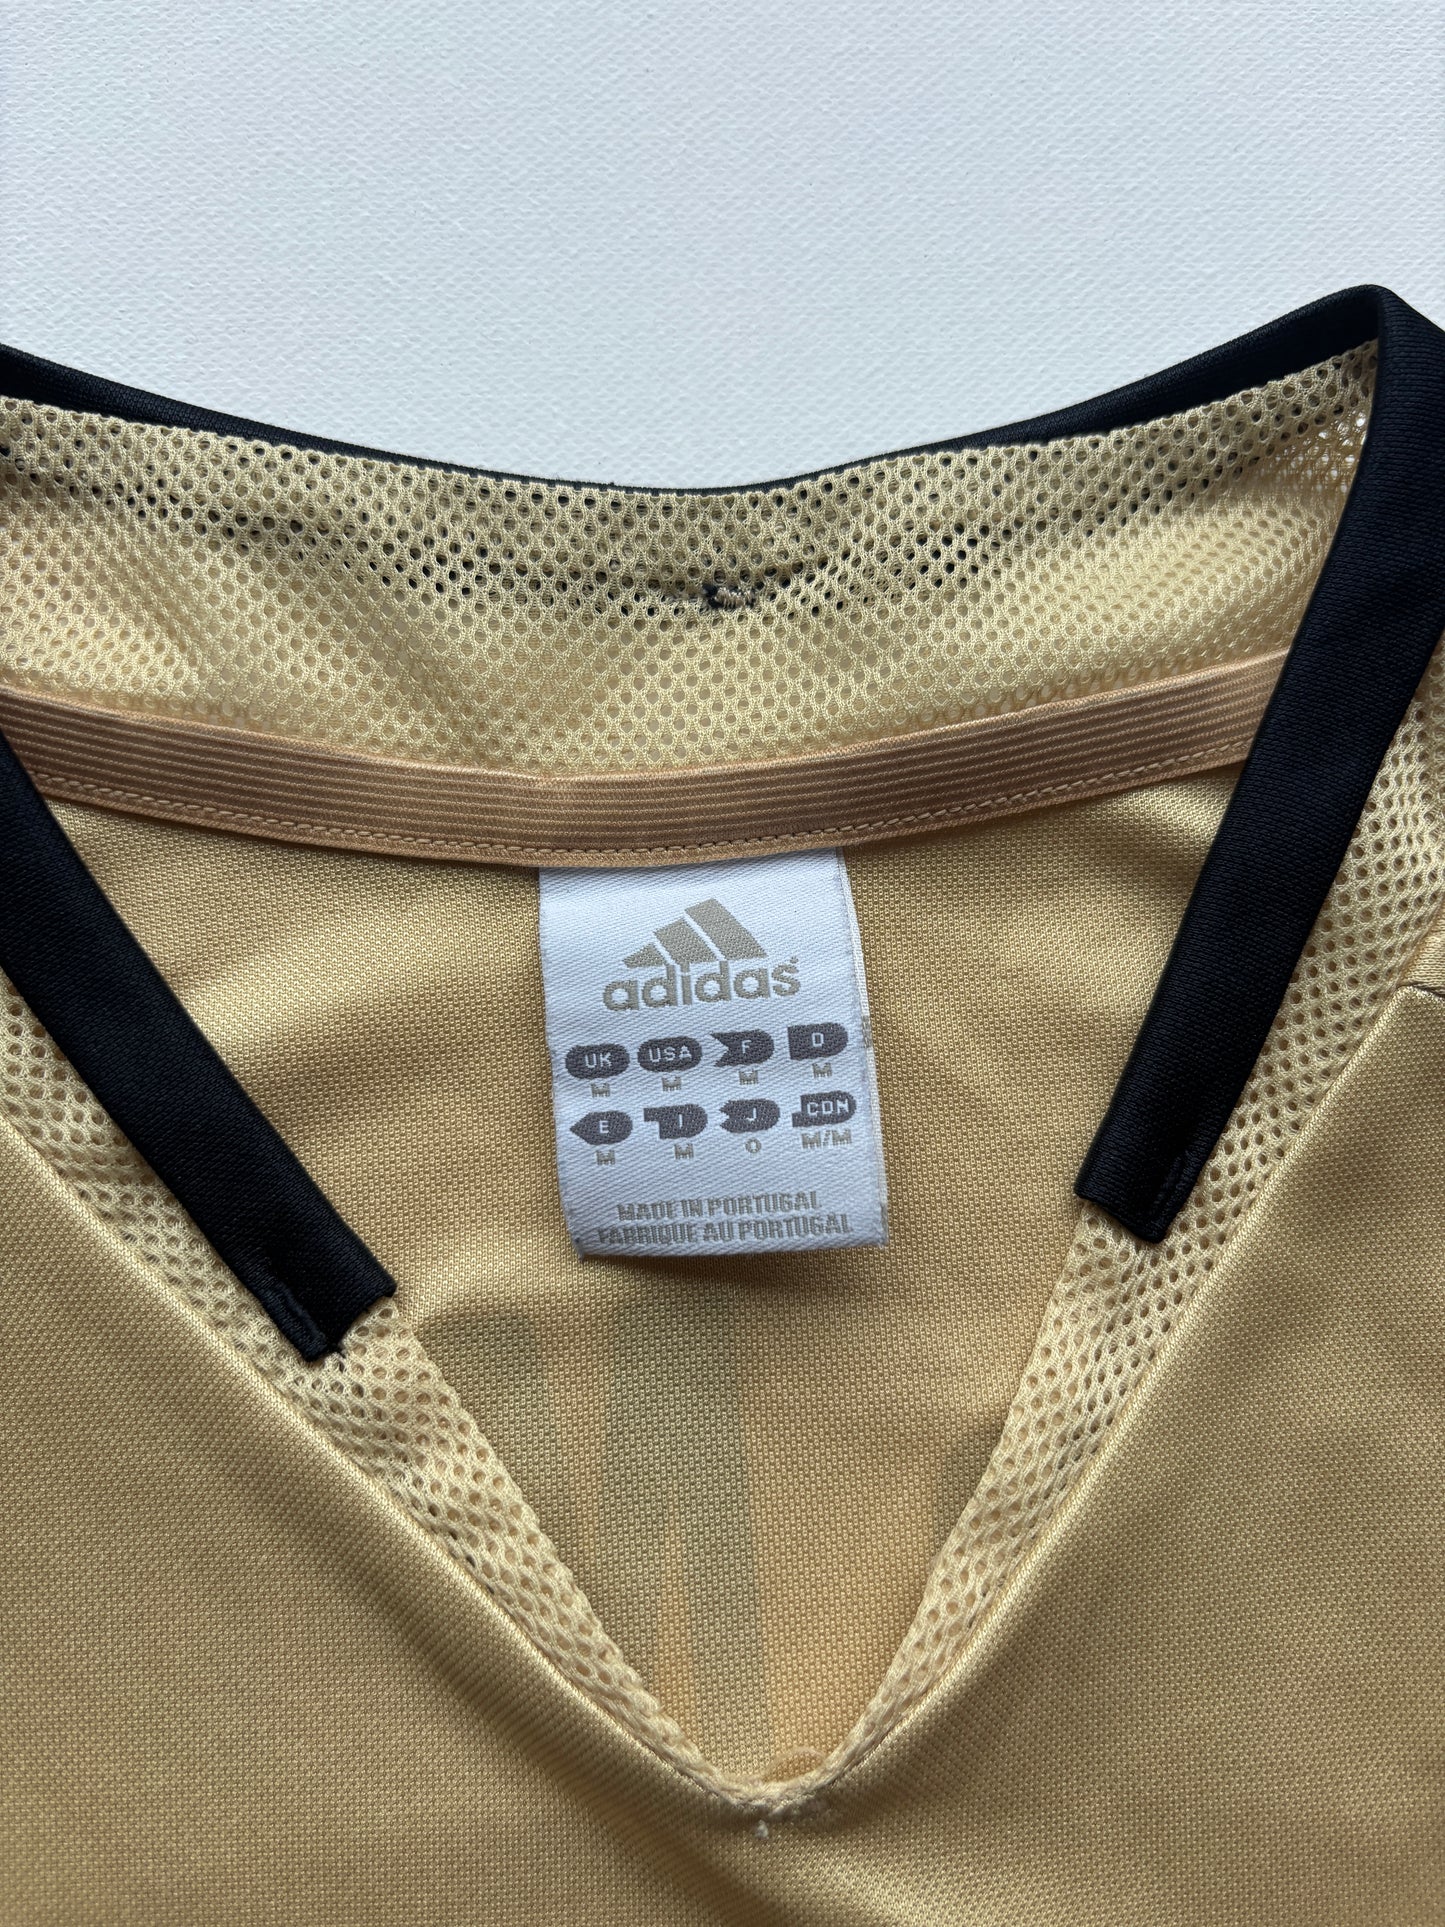 adidas
UK USA F D
M M M M
E I J CDN
M M O M/M
MADE IN PORTUGAL
FABRIQUE AU PORTUGAL